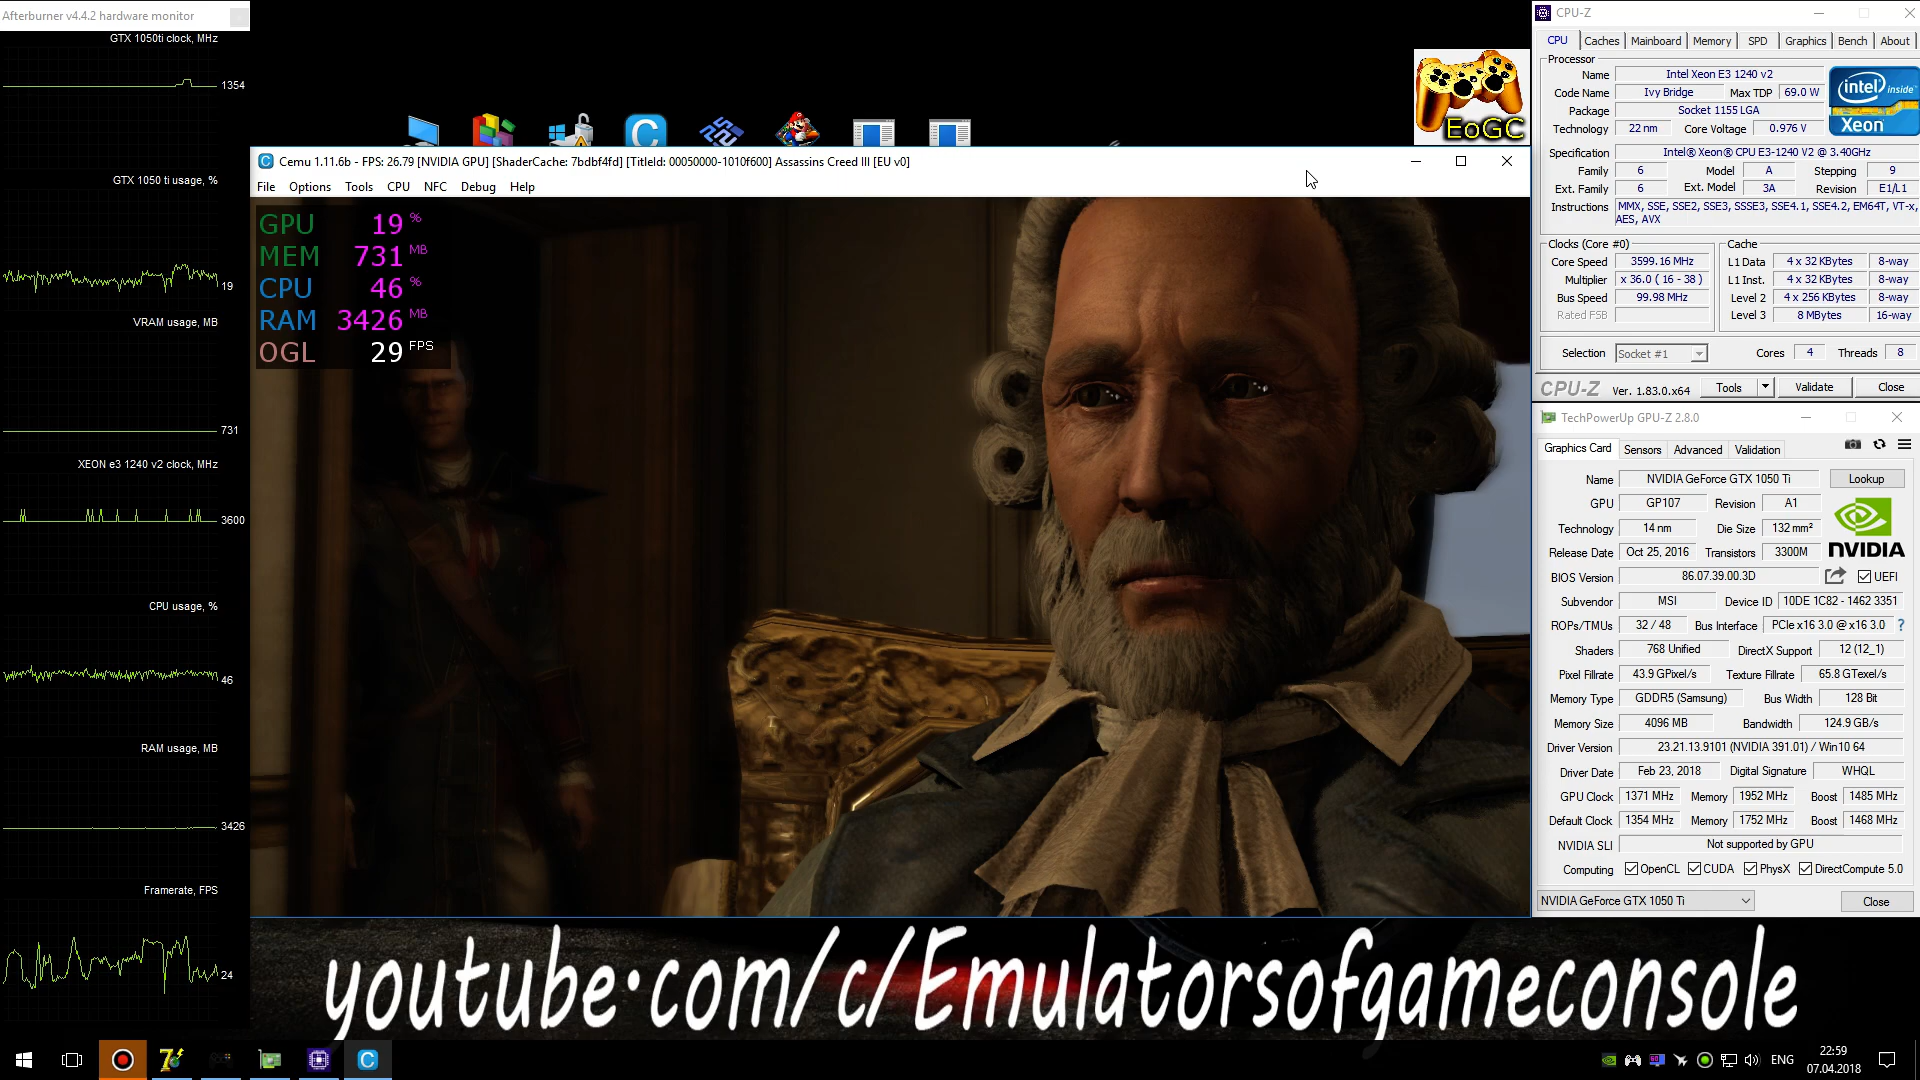 Afterburner v4.4.2 hardware monitor
GTX 1050ti clock, MHz
1354
GTX 1050 ti usage, %
19
VRAM usage, MB
731
XEON e3 1240 v2 clock, MHz
3600
CPU usage, %
46
RAM usage, MB
3426
Framerate, FPS
24
EoGC
Cemu 1.11.6b - FPS: 26.79 [NVIDIA GPU] [ShaderCache: 7bdbf4fd] [TitleId: 00050000-1010f600] Assassins Creed III [EU v0]
File Options Tools CPU NFC Debug Help
GPU 19 %
MEM 731 MB
CPU 46 %
RAM 3426 MB
OGL 29 FPS
CPU-Z
CPU Caches Mainboard Memory SPD Graphics Bench About
Processor
Name Intel Xeon E3 1240 v2
Code Name Ivy Bridge Max TDP 69.0 W
Package Socket 1155 LGA
Technology 22 nm Core Voltage 0.976 V
intel inside™
Xeon
Specification Intel® Xeon® CPU E3-1240 V2 @ 3.40GHz
Family 6 Model A Stepping 9
Ext. Family 6 Ext. Model 3A Revision E1/L1
Instructions MMX, SSE, SSE2, SSE3, SSSE3, SSE4.1, SSE4.2, EM64T, VT-x,
AES, AVX
Clocks (Core #0) Cache
Core Speed 3599.16 MHz L1 Data 4 x 32 KBytes 8-way
Multiplier x 36.0 ( 16 - 38 ) L1 Inst. 4 x 32 KBytes 8-way
Bus Speed 99.98 MHz Level 2 4 x 256 KBytes 8-way
Rated FSB Level 3 8 MBytes 16-way
Selection Socket #1 Cores 4 Threads 8
CPU-Z Ver. 1.83.0.x64 Tools Validate Close
TechPowerUp GPU-Z 2.8.0
Graphics Card Sensors Advanced Validation
Name NVIDIA GeForce GTX 1050 Ti Lookup
GPU GP107 Revision A1
Technology 14 nm Die Size 132 mm²
Release Date Oct 25, 2016 Transistors 3300M
NVIDIA
BIOS Version 86.07.39.00.3D UEFI
Subvendor MSI Device ID 10DE 1C82 - 1462 3351
ROPs/TMUs 32 / 48 Bus Interface PCIe x16 3.0 @ x16 3.0 ?
Shaders 768 Unified DirectX Support 12 (12_1)
Pixel Fillrate 43.9 GPixel/s Texture Fillrate 65.8 GTexel/s
Memory Type GDDR5 (Samsung) Bus Width 128 Bit
Memory Size 4096 MB Bandwidth 124.9 GB/s
Driver Version 23.21.13.9101 (NVIDIA 391.01) / Win10 64
Driver Date Feb 23, 2018 Digital Signature WHQL
GPU Clock 1371 MHz Memory 1952 MHz Boost 1485 MHz
Default Clock 1354 MHz Memory 1752 MHz Boost 1468 MHz
NVIDIA SLI Not supported by GPU
Computing OpenCL CUDA PhysX DirectCompute 5.0
NVIDIA GeForce GTX 1050 Ti Close
youtube.com/c/Emulatorsofgameconsole
ENG
22:59
07.04.2018